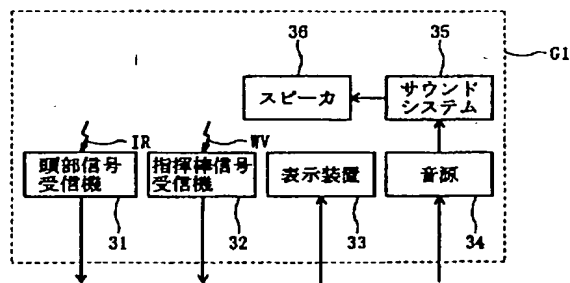 36
35
G1
スピーカ
サウンド
システム
IR
WV
頭部信号
受信機
指揮棒信号
受信機
表示装置
音源
31
32
33
34